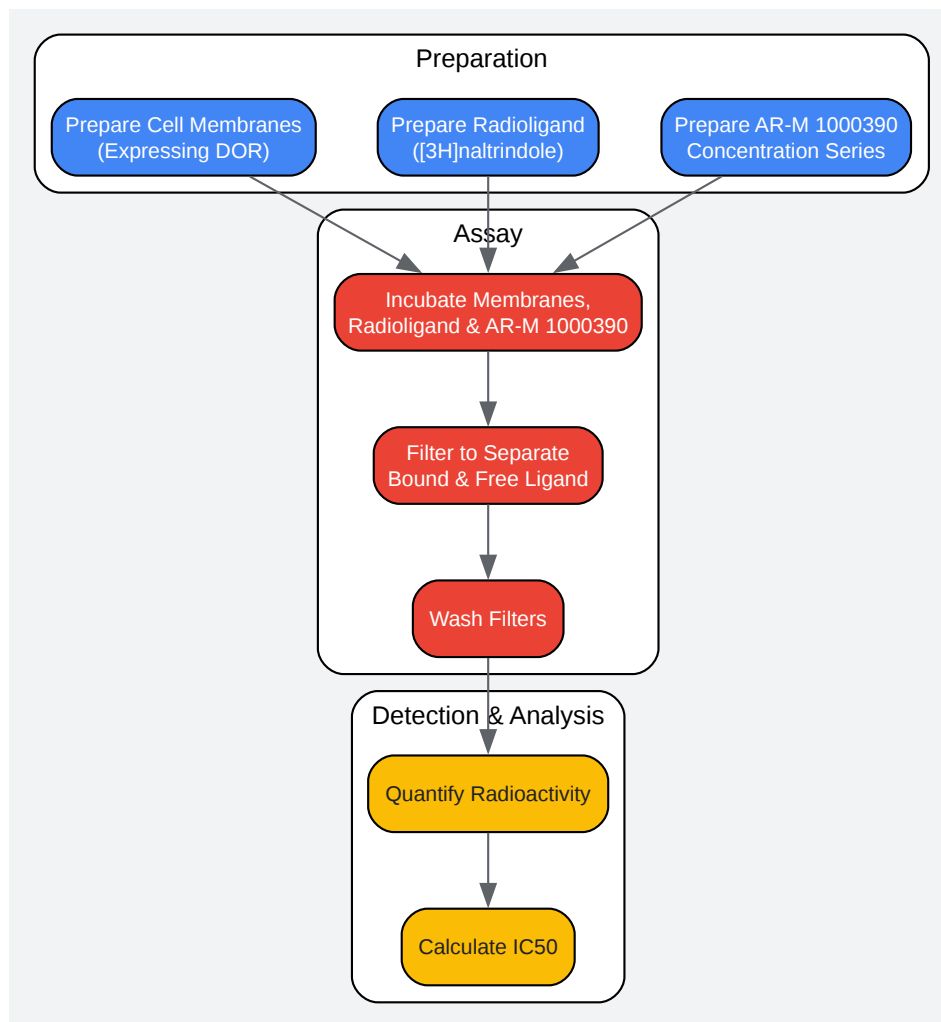 Preparation
Prepare Cell Membranes
(Expressing DOR)
Prepare Radioligand
([3H]naltrindole)
Prepare AR-M 1000390
Concentration Series
Assay
Incubate Membranes,
Radioligand & AR-M 1000390
Filter to Separate
Bound & Free Ligand
Wash Filters
Detection & Analysis
Quantify Radioactivity
Calculate IC50